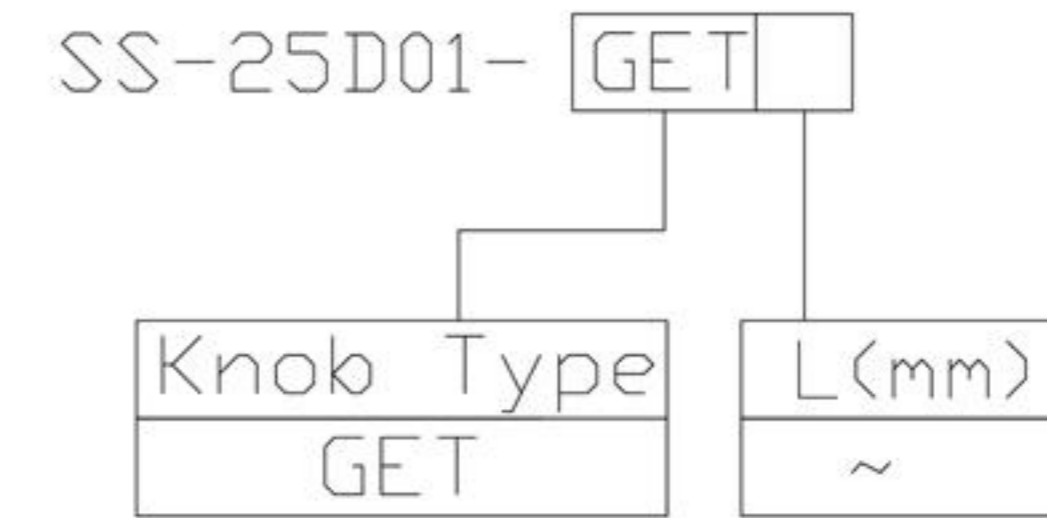 SS-25D01- GET
Knob Type L(mm)
GET ~